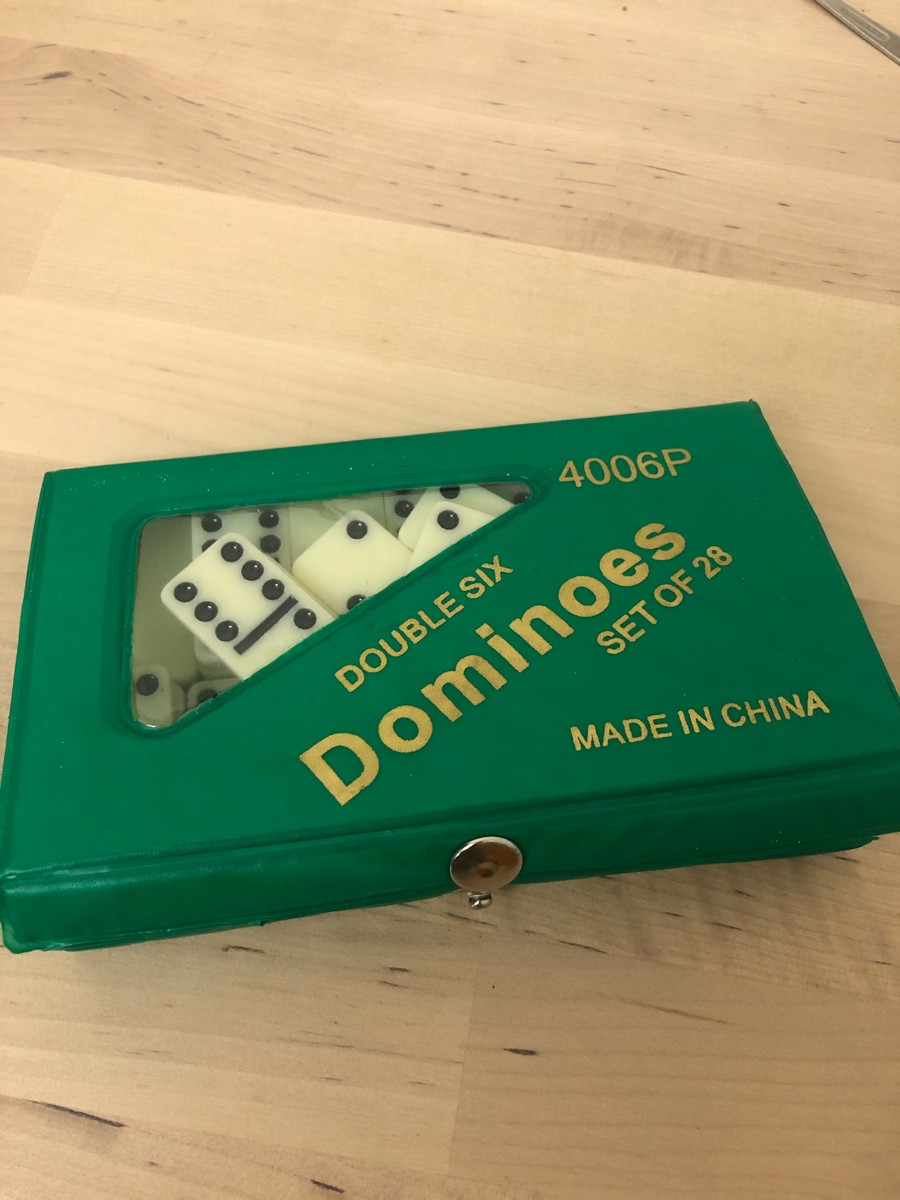 4006P
DOUBLE SIX
Dominoes
SET OF 28
MADE IN CHINA